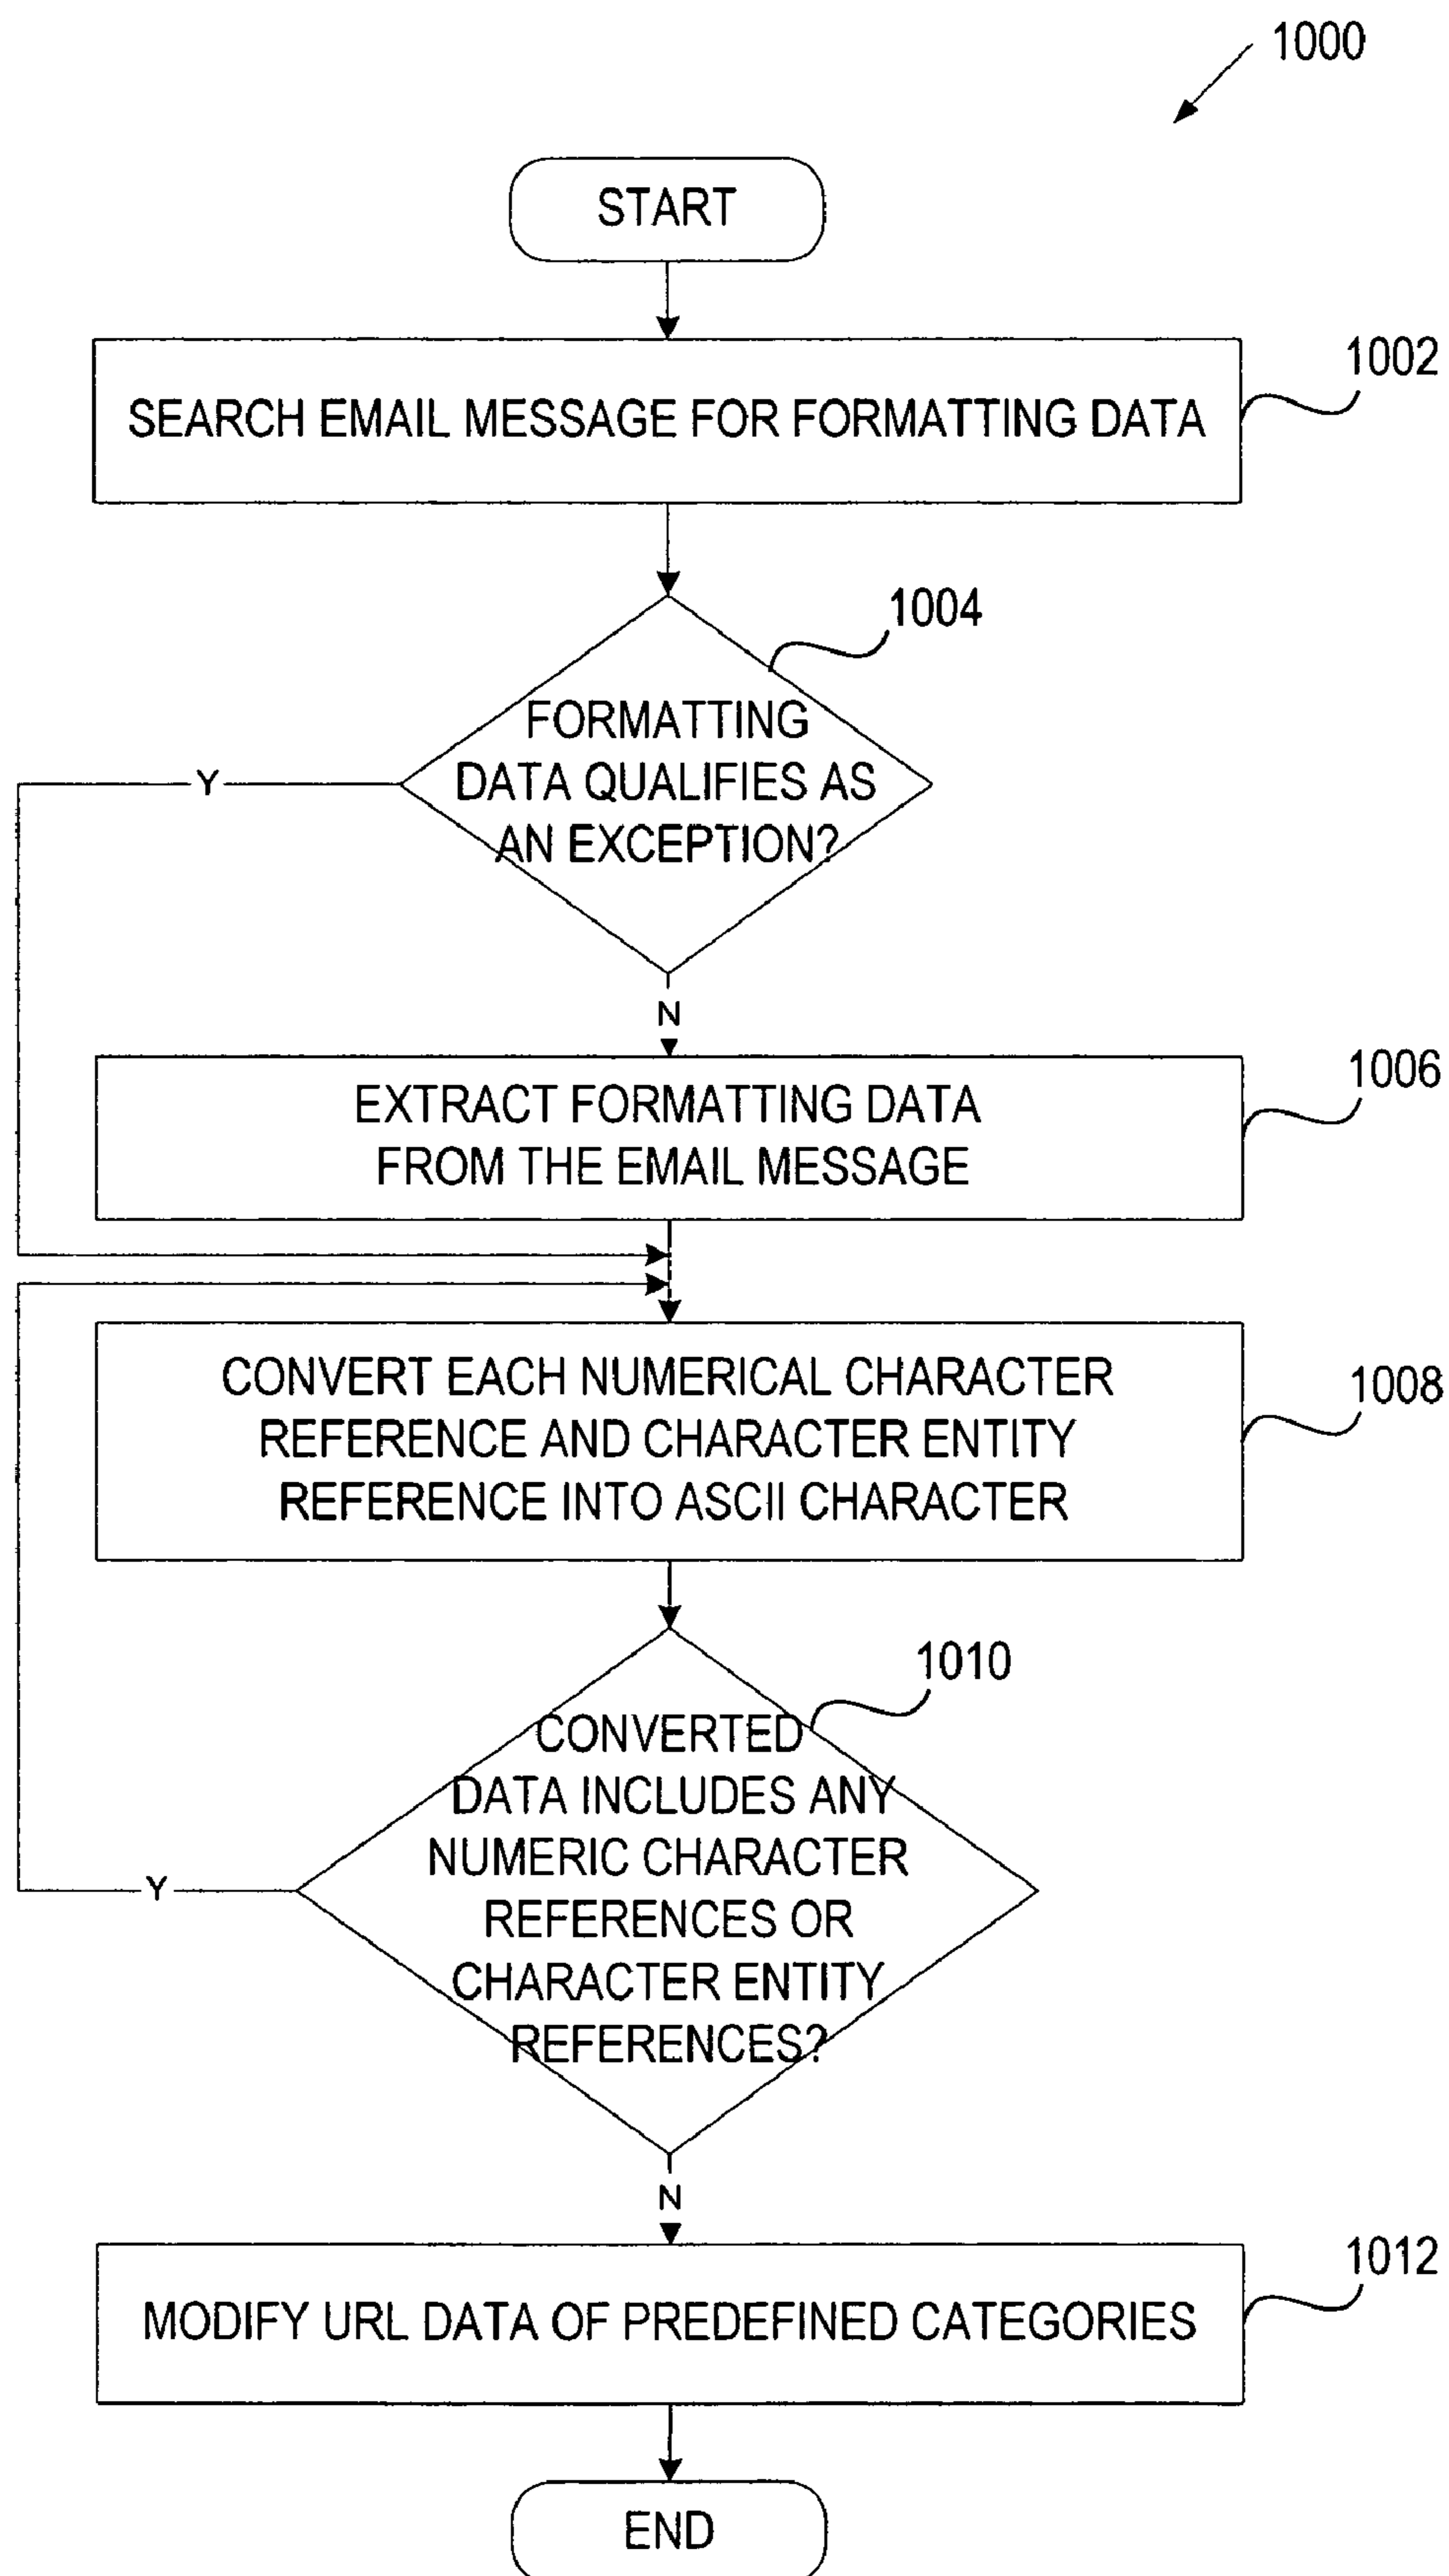 1000
START
1002
SEARCH EMAIL MESSAGE FOR FORMATTING DATA
1004
FORMATTING
DATA QUALIFIES AS
AN EXCEPTION?
Y
N
1006
EXTRACT FORMATTING DATA
FROM THE EMAIL MESSAGE
1008
CONVERT EACH NUMERICAL CHARACTER
REFERENCE AND CHARACTER ENTITY
REFERENCE INTO ASCII CHARACTER
1010
CONVERTED
DATA INCLUDES ANY
NUMERIC CHARACTER
REFERENCES OR
CHARACTER ENTITY
REFERENCES?
Y
N
1012
MODIFY URL DATA OF PREDEFINED CATEGORIES
END